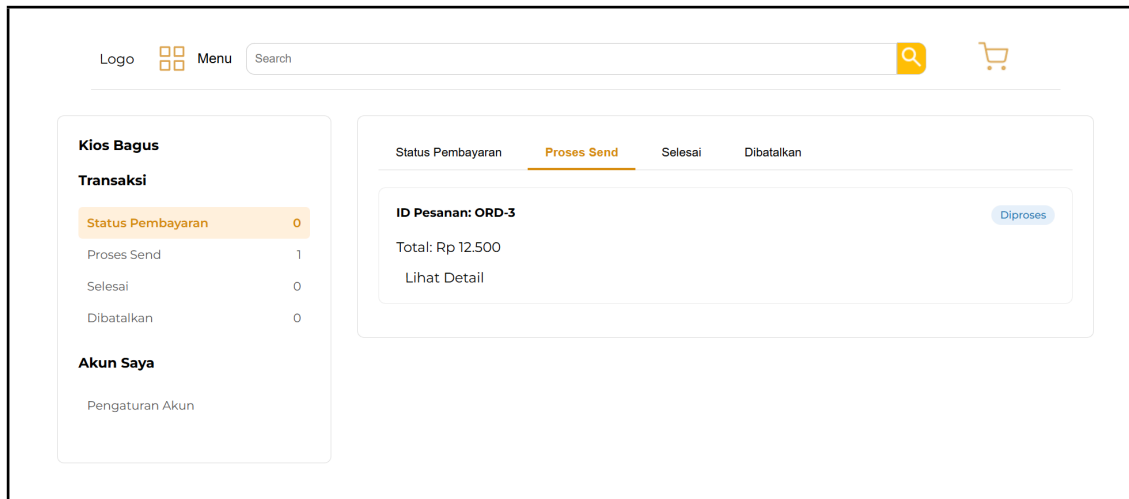 Logo Menu Search
Kios Bagus
Transaksi
Status Pembayaran 0
Proses Send 1
Selesai 0
Dibatalkan 0
Akun Saya
Pengaturan Akun
Status Pembayaran Proses Send Selesai Dibatalkan
ID Pesanan: ORD-3 Diproses
Total: Rp 12.500
Lihat Detail